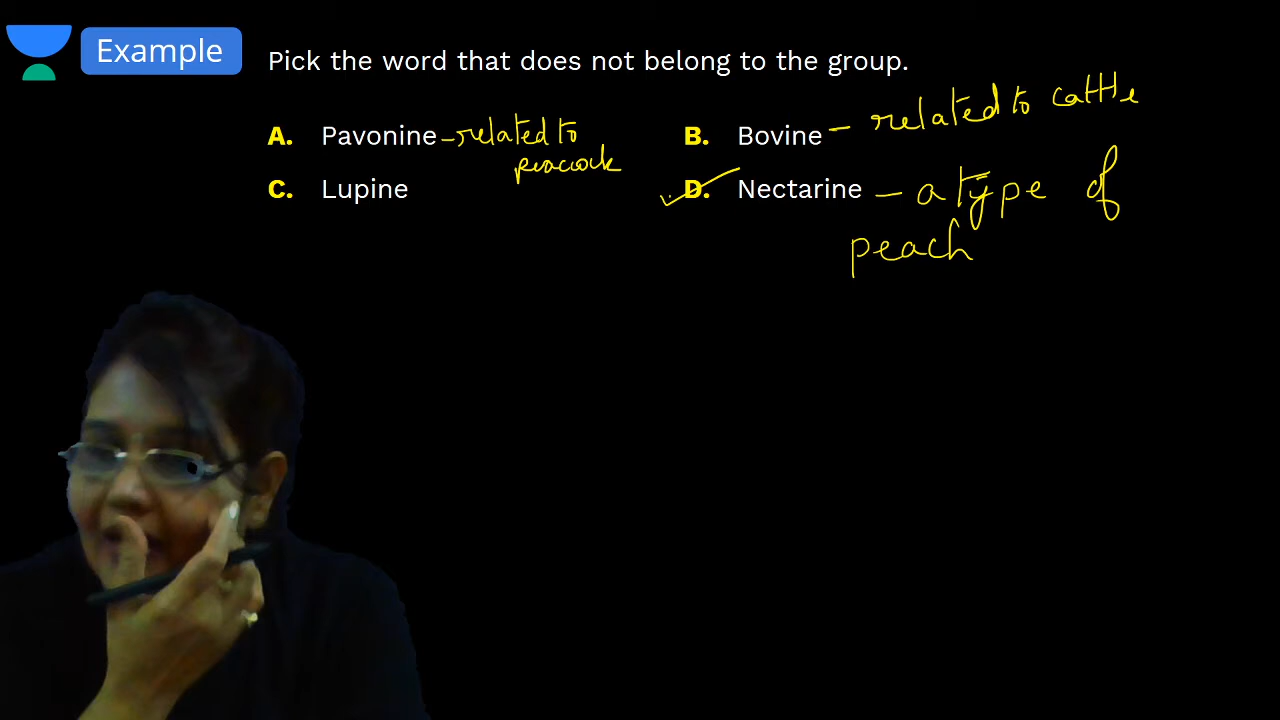 Example
Pick the word that does not belong to the group.
A. Pavonine - related to
peacock
B. Bovine - related to cattle
C. Lupine
D. Nectarine - a type of
peach